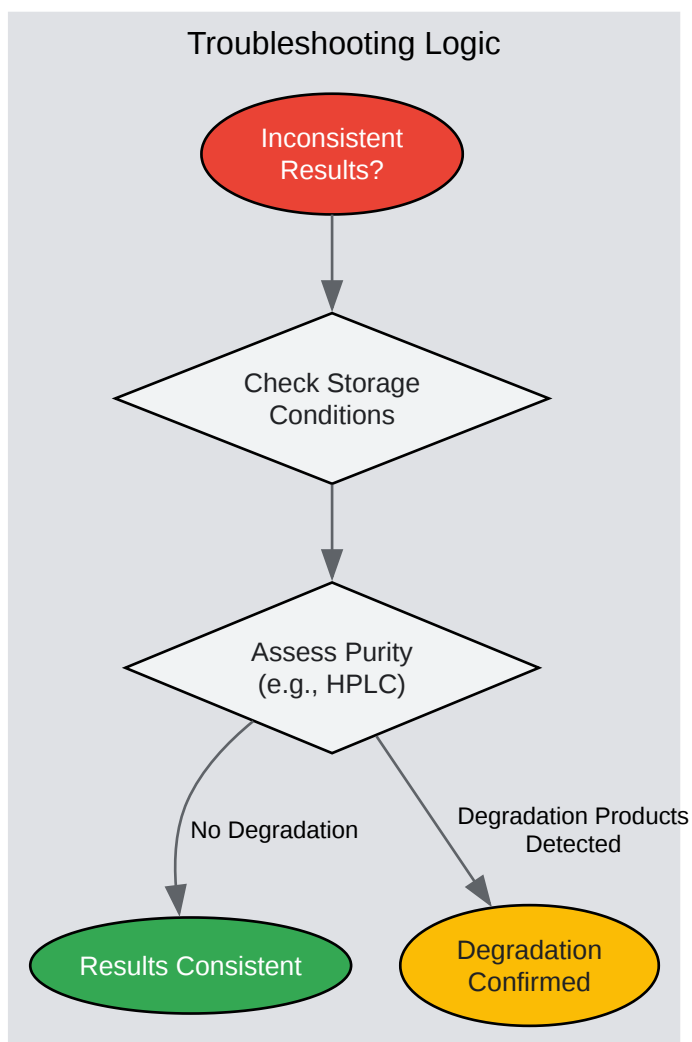 Troubleshooting Logic
Inconsistent
Results?
Check Storage
Conditions
Assess Purity
(e.g., HPLC)
No Degradation
Degradation Products
Detected
Results Consistent
Degradation
Confirmed